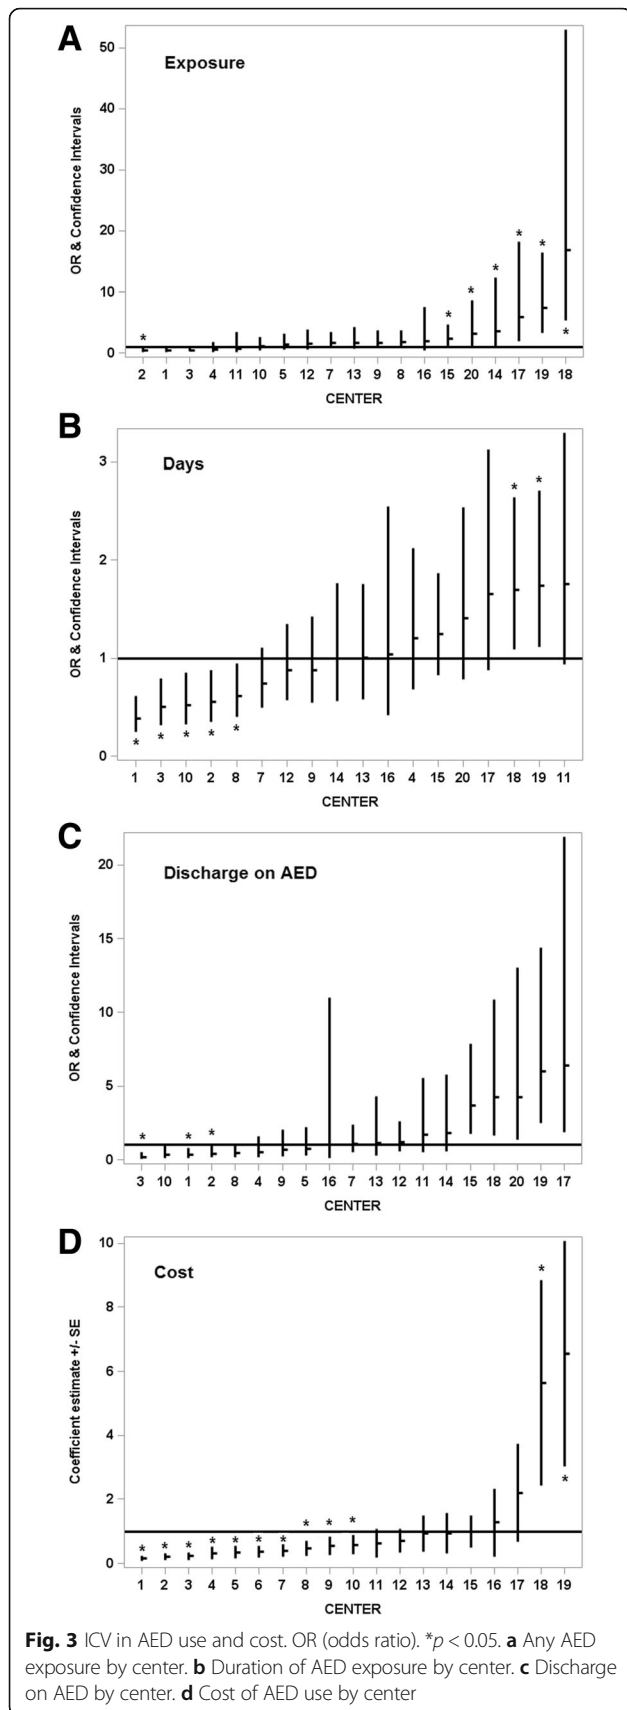 A
Exposure
OR & Confidence Intervals
50
40
30
20
10
0
* * * * * * *
2 1 3 4 11 10 5 12 7 13 9 8 16 15 20 14 17 19 18
CENTER
B
Days
OR & Confidence Intervals
3
2
1
0
* * * * * * *
1 3 10 2 8 7 12 9 14 13 16 4 15 20 17 18 19 11
CENTER
C
Discharge on AED
OR & Confidence Intervals
20
15
10
5
0
* * *
3 10 1 2 8 4 9 5 16 7 13 12 11 14 15 18 20 19 17
CENTER
D
Cost
Coefficient estimate +/- SE
10
8
6
4
2
0
* * * * * * * * * * * *
1 2 3 4 5 6 7 8 9 10 11 12 13 14 15 16 17 18 19
CENTER
Fig. 3 ICV in AED use and cost. OR (odds ratio). *p < 0.05. a Any AED
exposure by center. b Duration of AED exposure by center. c Discharge
on AED by center. d Cost of AED use by center